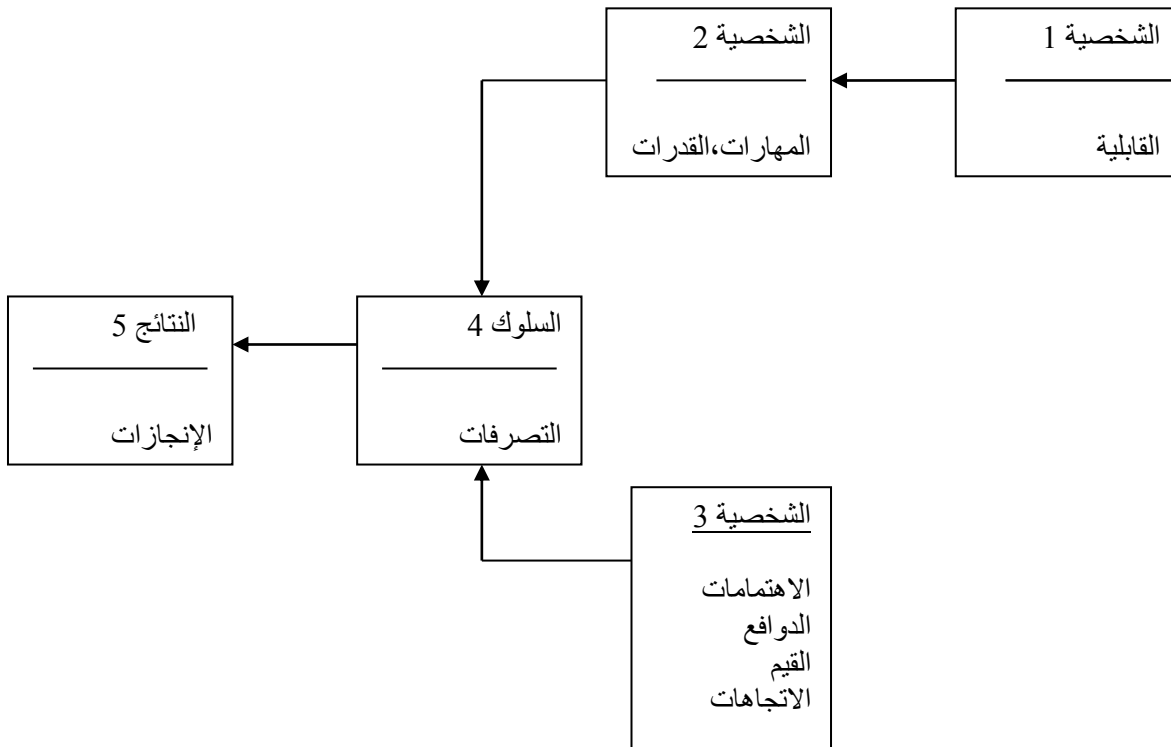 الشخصية 1
القابلية
الشخصية 2
المهارات،القدرات
السلوك 4
التصرفات
النتائج 5
الإنجازات
الشخصية 3
الاهتمامات
الدوافع
القيم
الاتجاهات